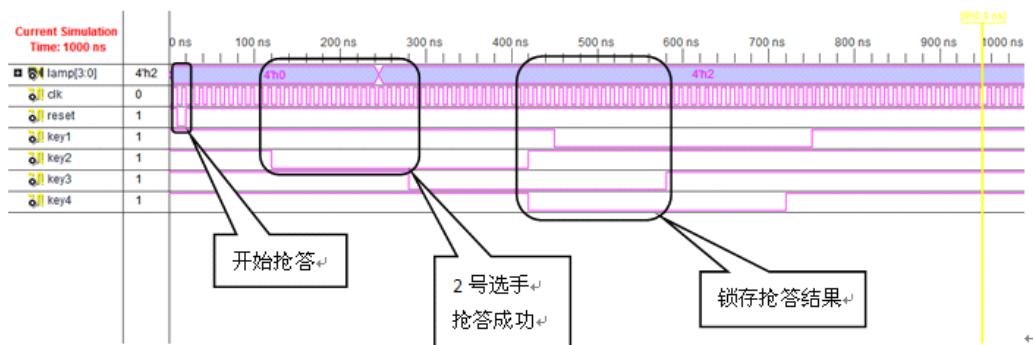 960.9 ns
Current Simulation
Time: 1000 ns
0 ns 100 ns 200 ns 300 ns 400 ns 500 ns 600 ns 700 ns 800 ns 900 ns 1000 ns
lamp[3:0] 4'h2 4'h0 4'h2
clk 0
reset 1
key1 1
key2 1
key3 1
key4 1
开始抢答
2 号选手
抢答成功
锁存抢答结果